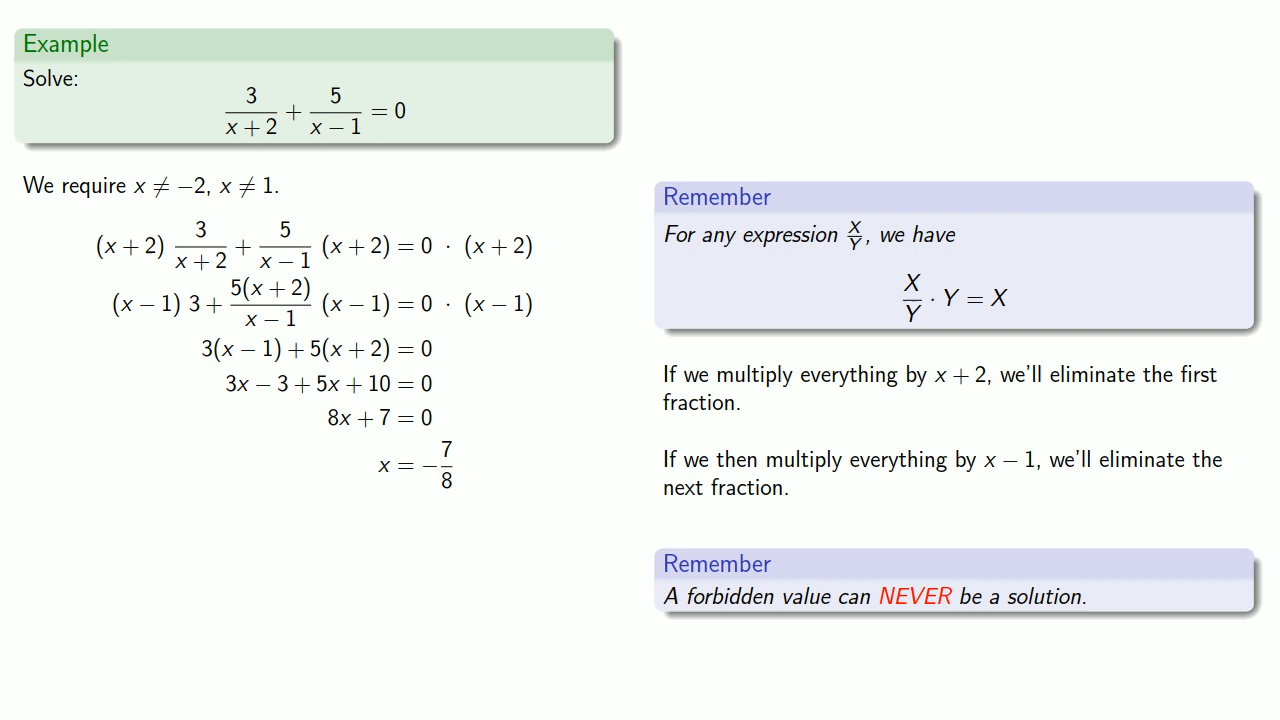 Example
Solve:
3/(x + 2) + 5/(x − 1) = 0
We require x ≠ −2, x ≠ 1.
(x + 2) 3/(x + 2) + 5/(x − 1) (x + 2) = 0 · (x + 2)
(x − 1) 3 + 5(x + 2)/(x − 1) (x − 1) = 0 · (x − 1)
3(x − 1) + 5(x + 2) = 0
3x − 3 + 5x + 10 = 0
8x + 7 = 0
x = −7/8
Remember
For any expression X/Y, we have
X/Y · Y = X
If we multiply everything by x + 2, we'll eliminate the first
fraction.
If we then multiply everything by x − 1, we'll eliminate the
next fraction.
Remember
A forbidden value can NEVER be a solution.